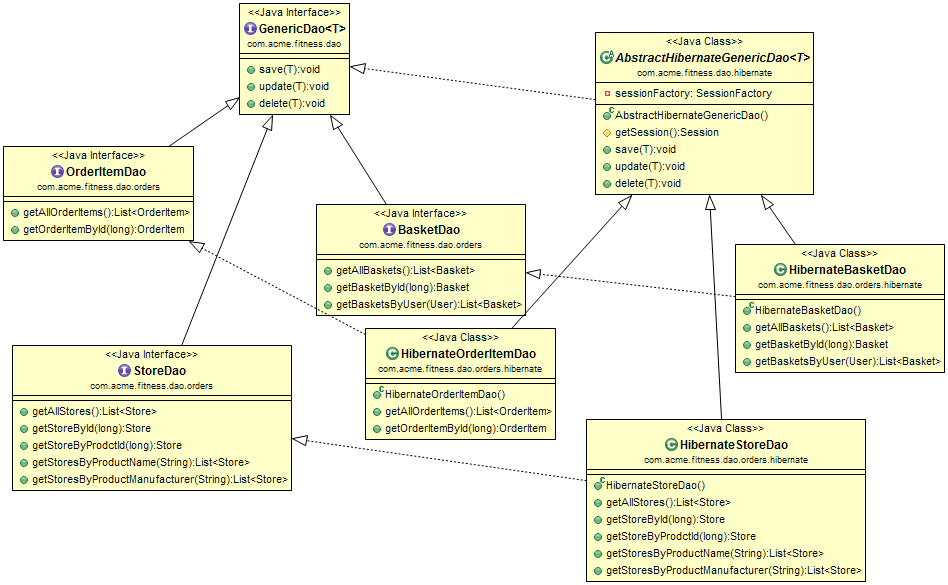 <<Java Interface>>
GenericDao<T>
com.acme.fitness.dao
save(T):void
update(T):void
delete(T):void
<<Java Class>>
AbstractHibernateGenericDao<T>
com.acme.fitness.dao.hibernate
sessionFactory: SessionFactory
AbstractHibernateGenericDao()
getSession():Session
save(T):void
update(T):void
delete(T):void
<<Java Interface>>
OrderItemDao
com.acme.fitness.dao.orders
getAllOrderItems():List<OrderItem>
getOrderItemById(long):OrderItem
<<Java Interface>>
BasketDao
com.acme.fitness.dao.orders
getAllBaskets():List<Basket>
getBasketById(long):Basket
getBasketsByUser(User):List<Basket>
<<Java Class>>
HibernateBasketDao
com.acme.fitness.dao.orders.hibernate
HibernateBasketDao()
getAllBaskets():List<Basket>
getBasketById(long):Basket
getBasketsByUser(User):List<Basket>
<<Java Class>>
HibernateOrderItemDao
com.acme.fitness.dao.orders.hibernate
HibernateOrderItemDao()
getAllOrderItems():List<OrderItem>
getOrderItemById(long):OrderItem
<<Java Interface>>
StoreDao
com.acme.fitness.dao.orders
getAllStores():List<Store>
getStoreById(long):Store
getStoreByProdctId(long):Store
getStoresByProductName(String):List<Store>
getStoresByProductManufacturer(String):List<Store>
<<Java Class>>
HibernateStoreDao
com.acme.fitness.dao.orders.hibernate
HibernateStoreDao()
getAllStores():List<Store>
getStoreById(long):Store
getStoreByProdctId(long):Store
getStoresByProductName(String):List<Store>
getStoresByProductManufacturer(String):List<Store>